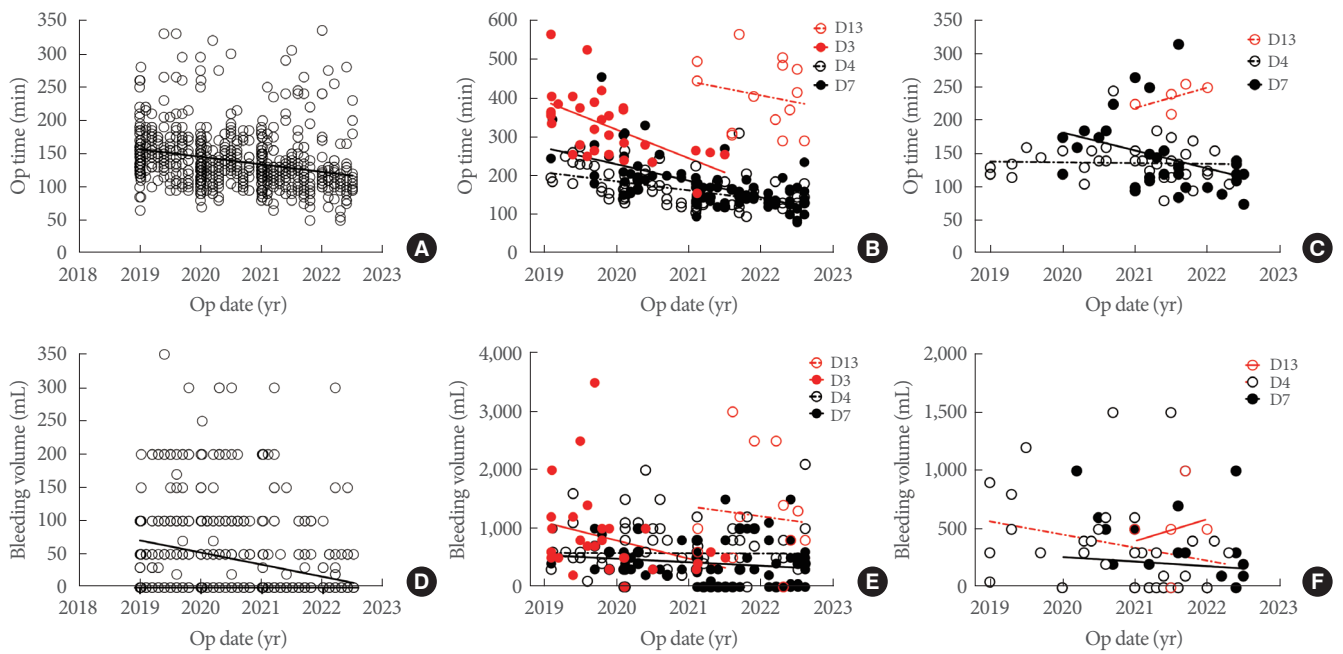 350
300
250
200
150
100
50
0
Op time (min)
2018 2019 2020 2021 2022 2023
Op date (yr)
A
600
500
400
300
200
100
0
Op time (min)
2019 2020 2021 2022 2023
Op date (yr)
D13
D3
D4
D7
B
350
300
250
200
150
100
50
0
Op time (min)
2019 2020 2021 2022 2023
Op date (yr)
D13
D4
D7
C
350
300
250
200
150
100
50
0
Bleeding volume (mL)
2018 2019 2020 2021 2022 2023
Op date (yr)
D
4,000
3,000
2,000
1,000
0
Bleeding volume (mL)
2019 2020 2021 2022 2023
Op date (yr)
D13
D3
D4
D7
E
2,000
1,500
1,000
500
0
Bleeding volume (mL)
2019 2020 2021 2022 2023
Op date (yr)
D13
D4
D7
F